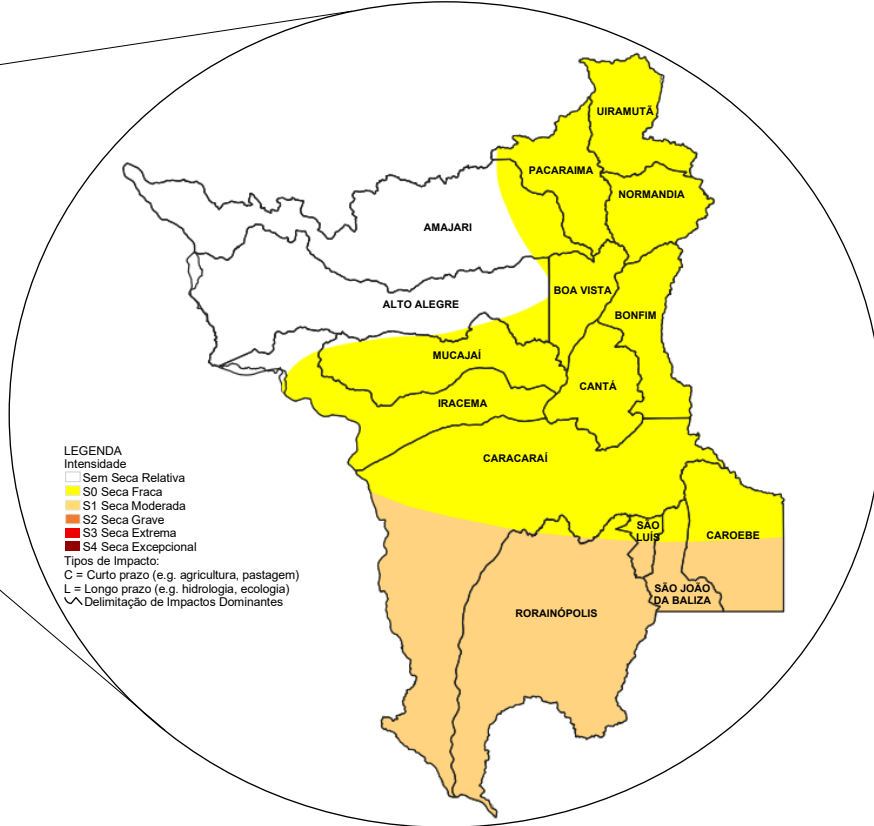 UIRAMUTÃ
PACARAIMA
NORMANDIA
AMAJARI
BOA VISTA
ALTO ALEGRE
BONFIM
MUCAJAÍ
CANTÁ
IRACEMA
CARACARAÍ
SÃO
LUÍS
CAROEBE
SÃO JOÃO
DA BALIZA
RORAINÓPOLIS
LEGENDA
Intensidade
Sem Seca Relativa
S0 Seca Fraca
S1 Seca Moderada
S2 Seca Grave
S3 Seca Extrema
S4 Seca Excepcional
Tipos de Impacto:
C = Curto prazo (e.g. agricultura, pastagem)
L = Longo prazo (e.g. hidrologia, ecologia)
Delimitação de Impactos Dominantes